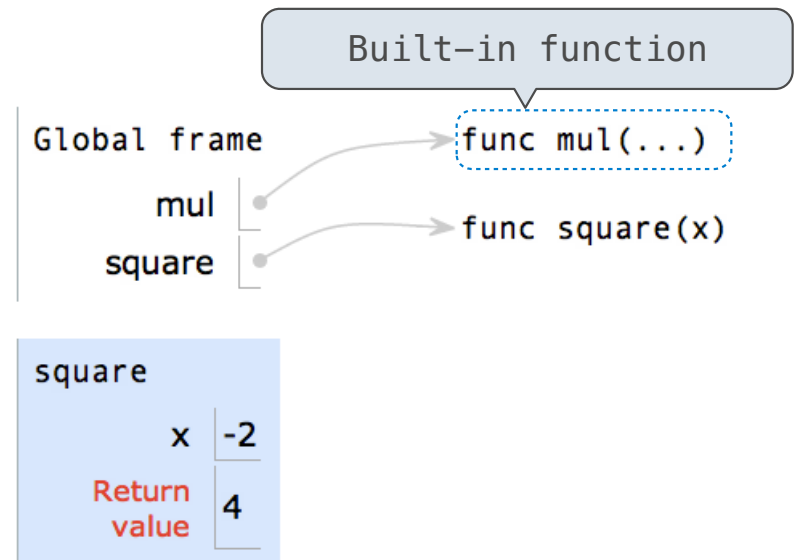 Built-in function
Global frame
func mul(...)
mul
square
func square(x)
square
x -2
Return
value 4